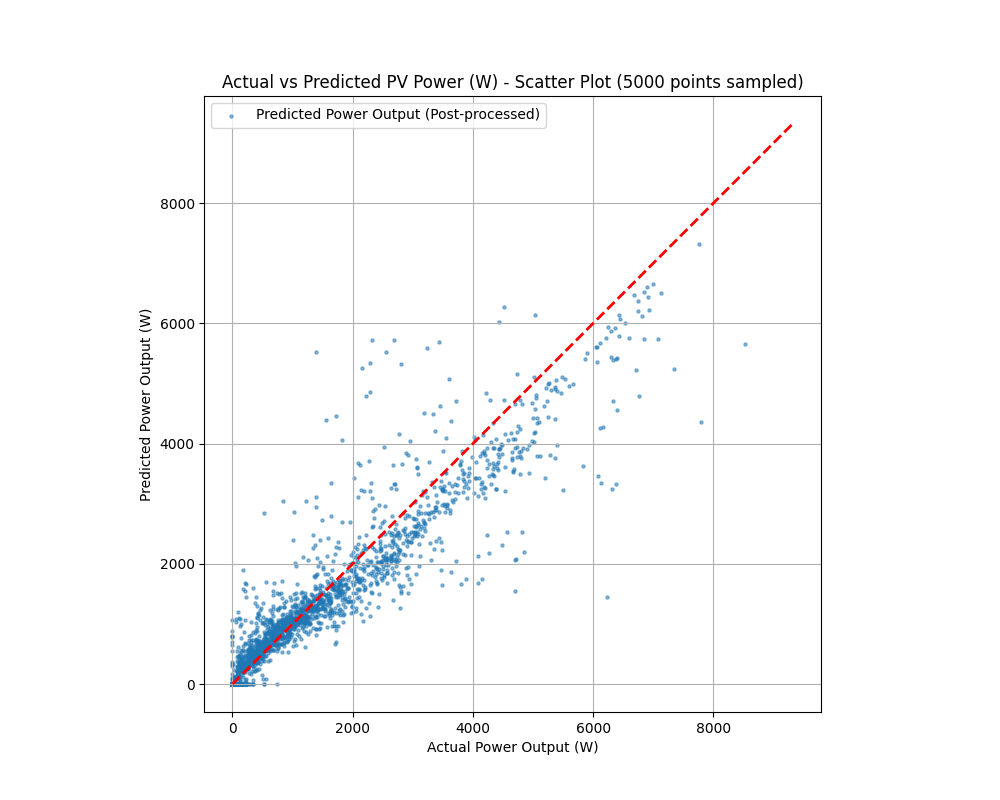 Actual vs Predicted PV Power (W) - Scatter Plot (5000 points sampled)
Predicted Power Output (Post-processed)
8000
6000
4000
2000
0
Predicted Power Output (W)
0 2000 4000 6000 8000
Actual Power Output (W)